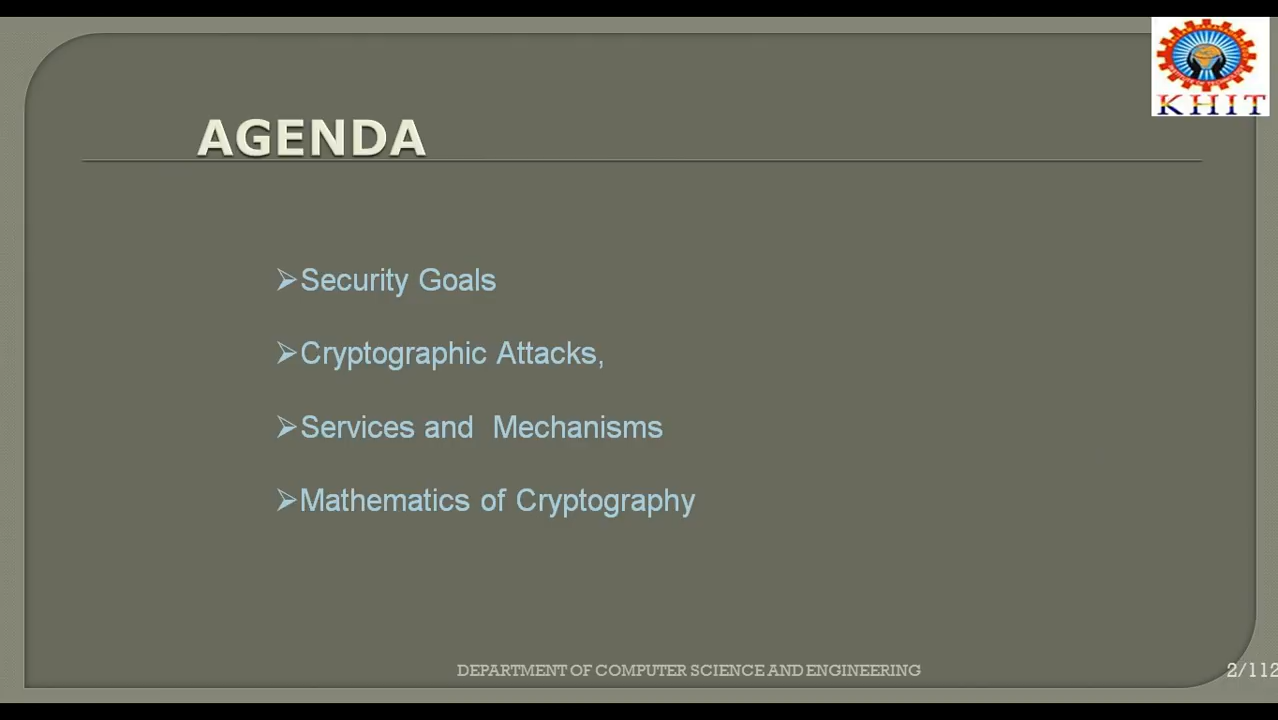 KHIT
AGENDA
➢Security Goals
➢Cryptographic Attacks,
➢Services and  Mechanisms
➢Mathematics of Cryptography
DEPARTMENT OF COMPUTER SCIENCE AND ENGINEERING
2/112